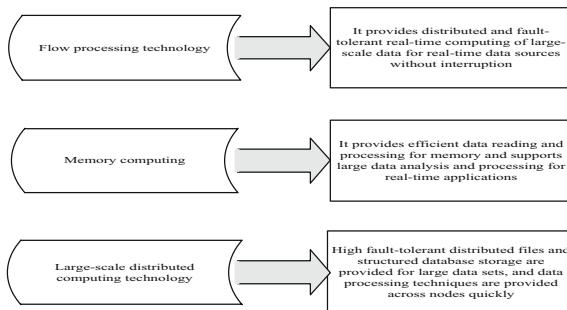 Flow processing technology
It provides distributed and fault-
tolerant real-time computing of large-
scale data for real-time data sources
without interruption
Memory computing
It provides efficient data reading and
processing for memory and supports
large data analysis and processing for
real-time applications
Large-scale distributed
computing technology
High fault-tolerant distributed files and
structured database storage are
provided for large data sets, and data
processing techniques are provided
across nodes quickly